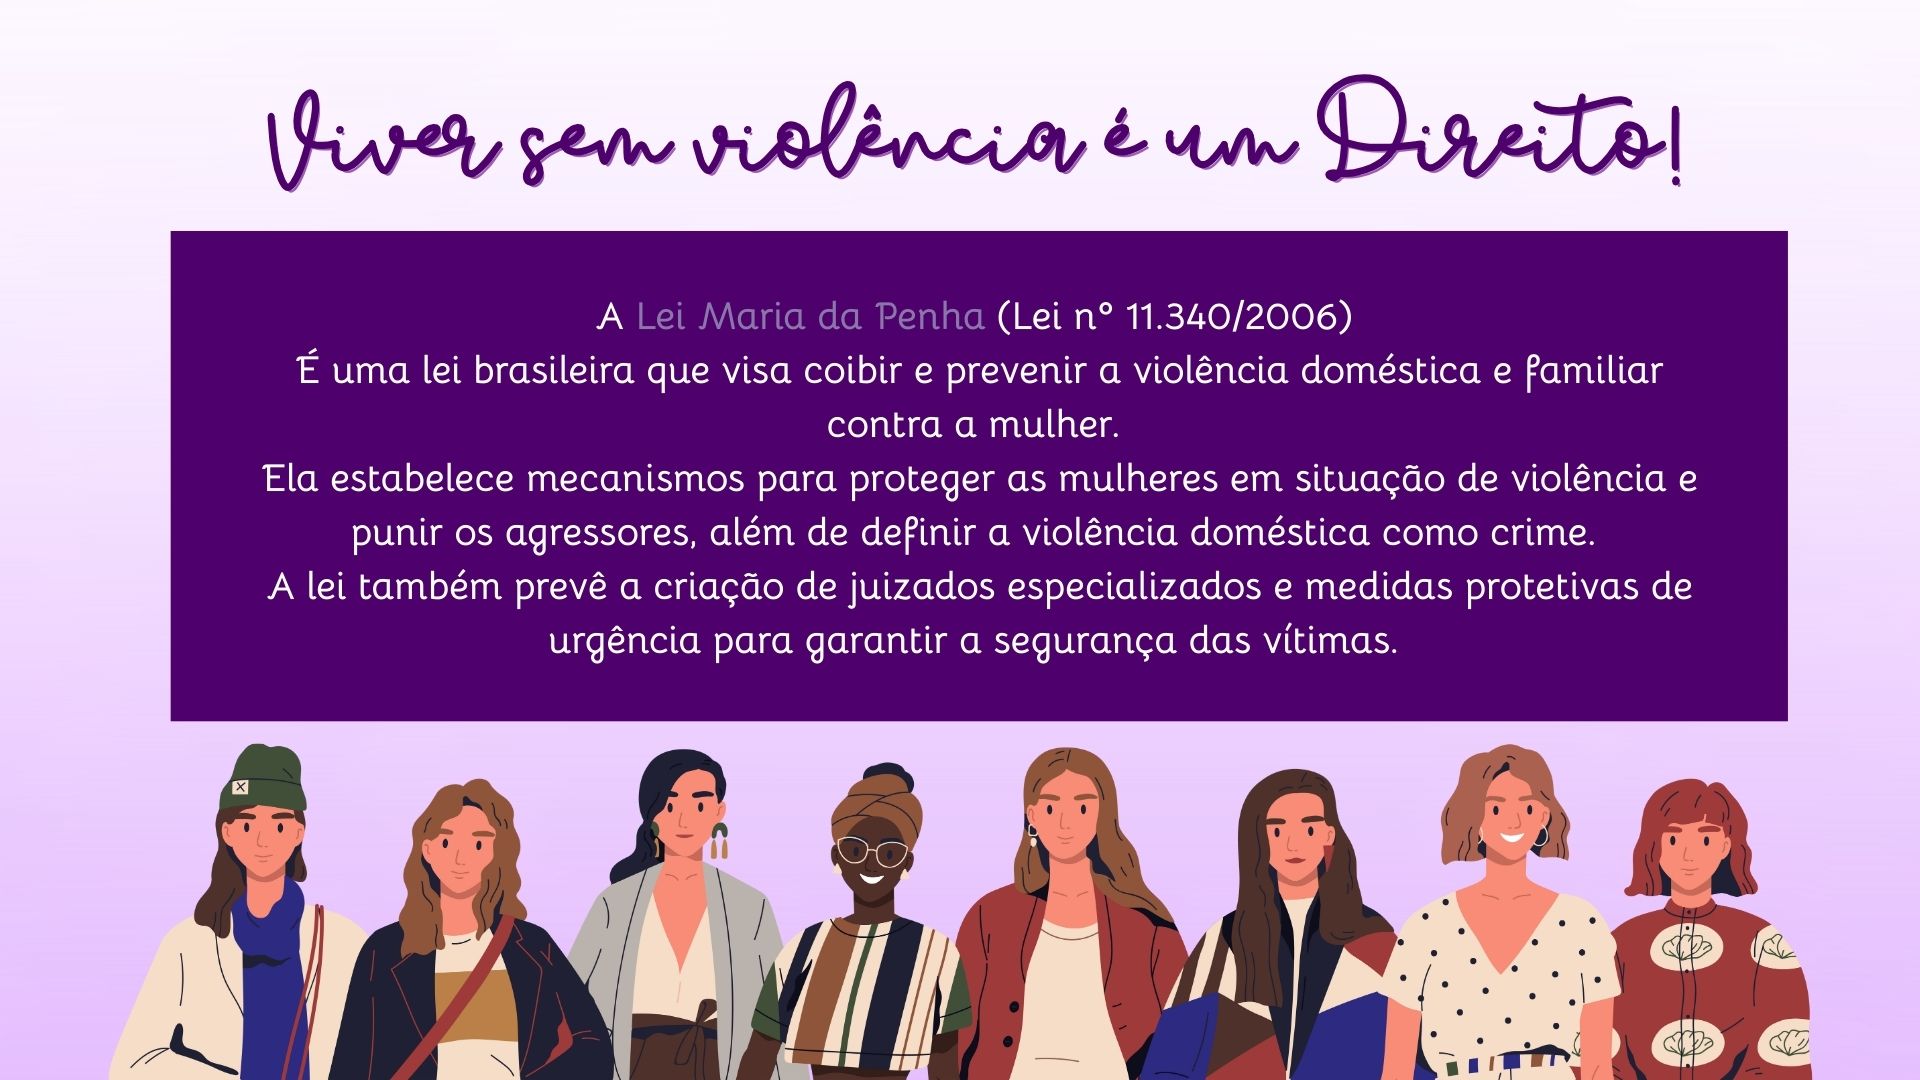 Viver sem violência é um Direito!
A Lei Maria da Penha (Lei nº 11.340/2006)
É uma lei brasileira que visa coibir e prevenir a violência doméstica e familiar
contra a mulher.
Ela estabelece mecanismos para proteger as mulheres em situação de violência e
punir os agressores, além de definir a violência doméstica como crime.
A lei também prevê a criação de juizados especializados e medidas protetivas de
urgência para garantir a segurança das vítimas.